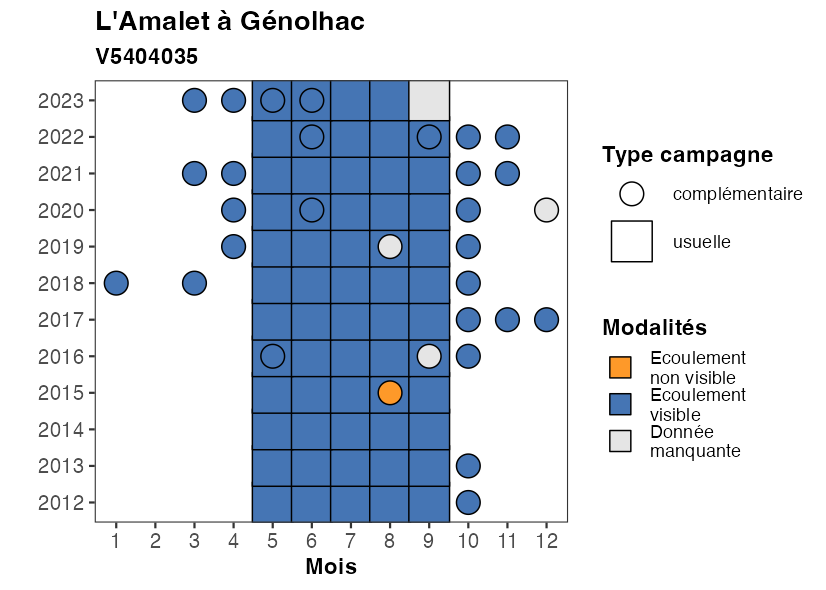 L'Amalet à Génolhac
V5404035
2023
2022
2021
2020
2019
2018
2017
2016
2015
2014
2013
2012
1 2 3 4 5 6 7 8 9 10 11 12
Mois
Type campagne
complémentaire
usuelle
Modalités
Ecoulement
non visible
Ecoulement
visible
Donnée
manquante